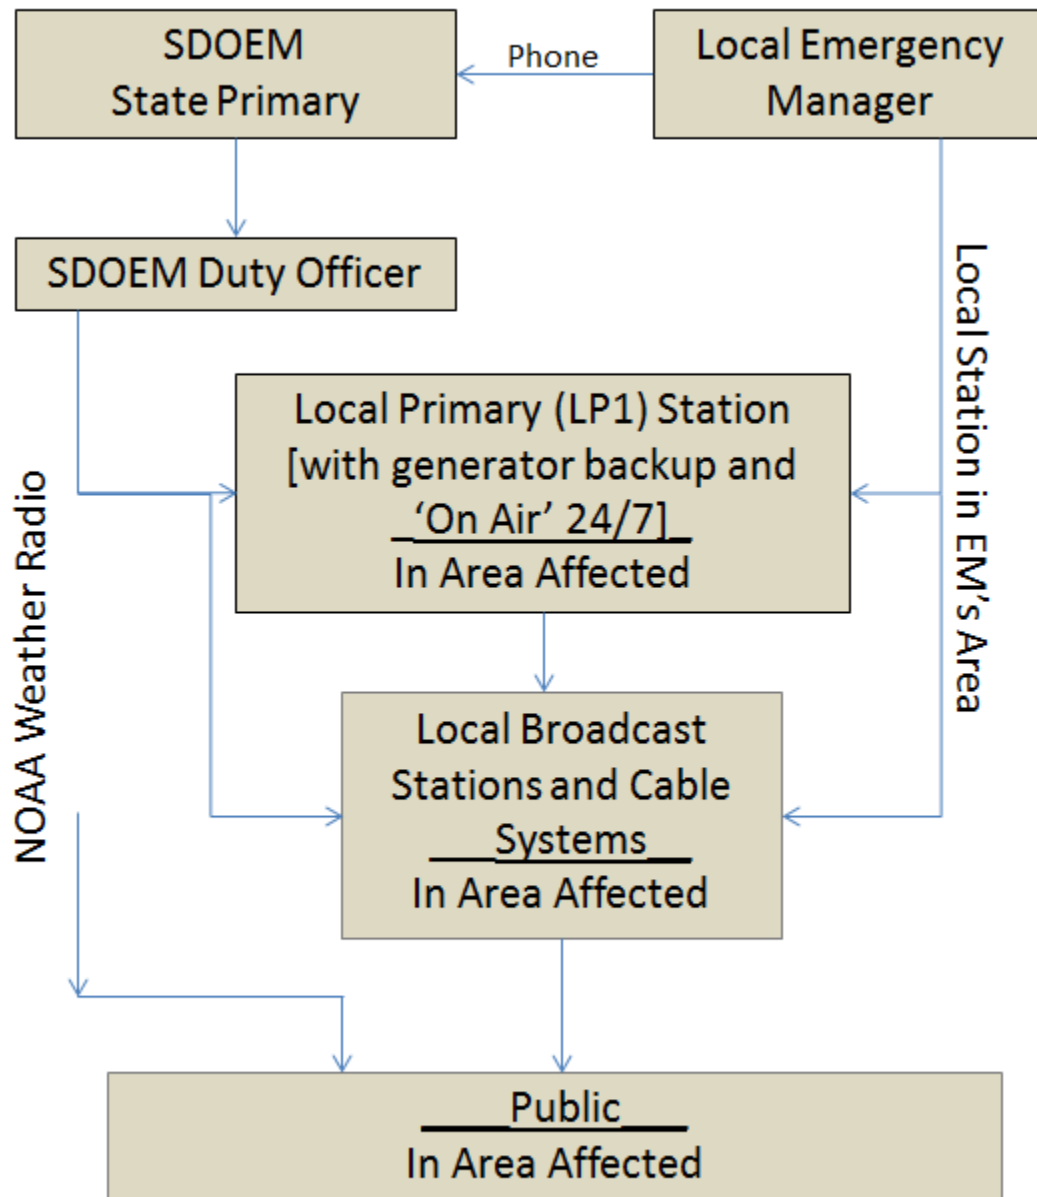 SDOEM
State Primary
Phone
Local Emergency
Manager
SDOEM Duty Officer
Local Station in EM’s Area
Local Primary (LP1) Station
[with generator backup and
_‘On Air’ 24/7]_
In Area Affected
NOAA Weather Radio
Local Broadcast
Stations and Cable
___Systems__
In Area Affected
____Public___
In Area Affected